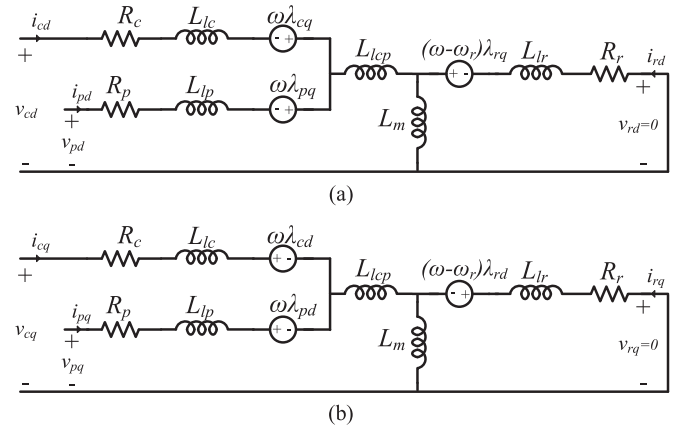 i_cd R_c L_lc ωλ_cq
+ - +
L_lcp (ω-ω_r)λ_rq L_lr R_r i_rd
i_pd R_p L_lp ωλ_pq + - +
v_cd + - + L_m v_rd=0
v_pd
- - -
(a)
i_cq R_c L_lc ωλ_cd
+ + -
L_lcp (ω-ω_r)λ_rd L_lr R_r i_rq
i_pq R_p L_lp ωλ_pd - + +
v_cq + + - L_m v_rq=0
v_pq
- - -
(b)